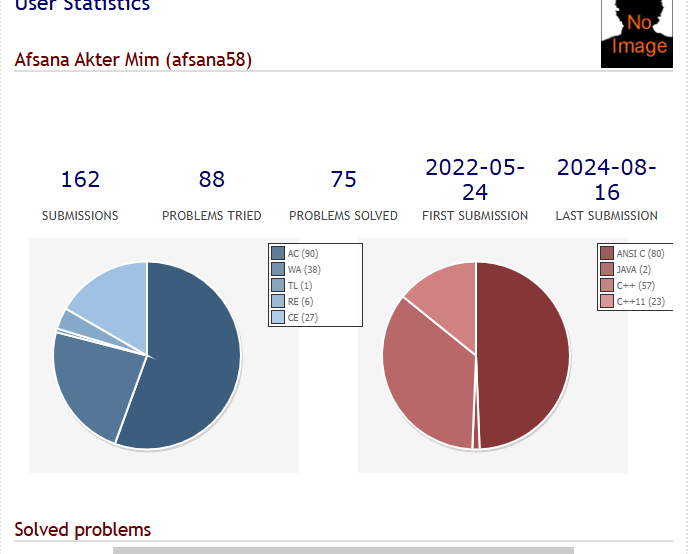 User Statistics
No
Image
Afsana Akter Mim (afsana58)
162
SUBMISSIONS
88
PROBLEMS TRIED
75
PROBLEMS SOLVED
2022-05-
24
FIRST SUBMISSION
2024-08-
16
LAST SUBMISSION
AC (90)
WA (38)
TL (1)
RE (6)
CE (27)
ANSI C (80)
JAVA (2)
C++ (57)
C++11 (23)
Solved problems